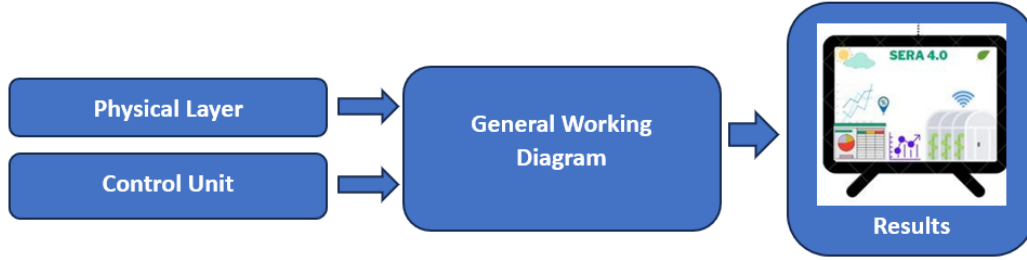 Physical Layer
Control Unit
General Working
Diagram
SERA 4.0
Results